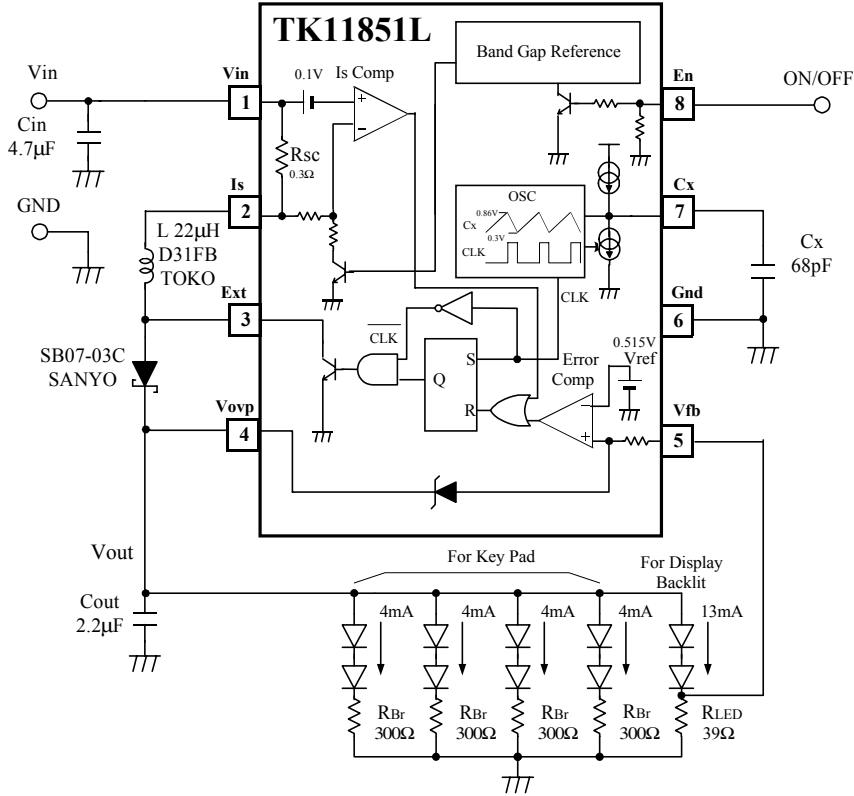 TK11851L
Band Gap Reference
Vin
Vin
0.1V
Is Comp
En
ON/OFF
1
+
−
8
Cin
4.7µF
Rsc
0.3Ω
Is
OSC
Cx
GND
2
0.86V
Cx
0.3V
CLK
7
L 22µH
D31FB
TOKO
Cx
68pF
Ext
CLK
Gnd
3
6
CLK
0.515V
Vref
SB07-03C
SANYO
S
Error
Comp
Q
−
Vovp
R
Vfb
4
+
5
Vout
For Key Pad
For Display
Backlit
Cout
2.2µF
4mA
4mA
4mA
4mA
13mA
RBr
300Ω
RBr
300Ω
RBr
300Ω
RBr
300Ω
RLED
39Ω